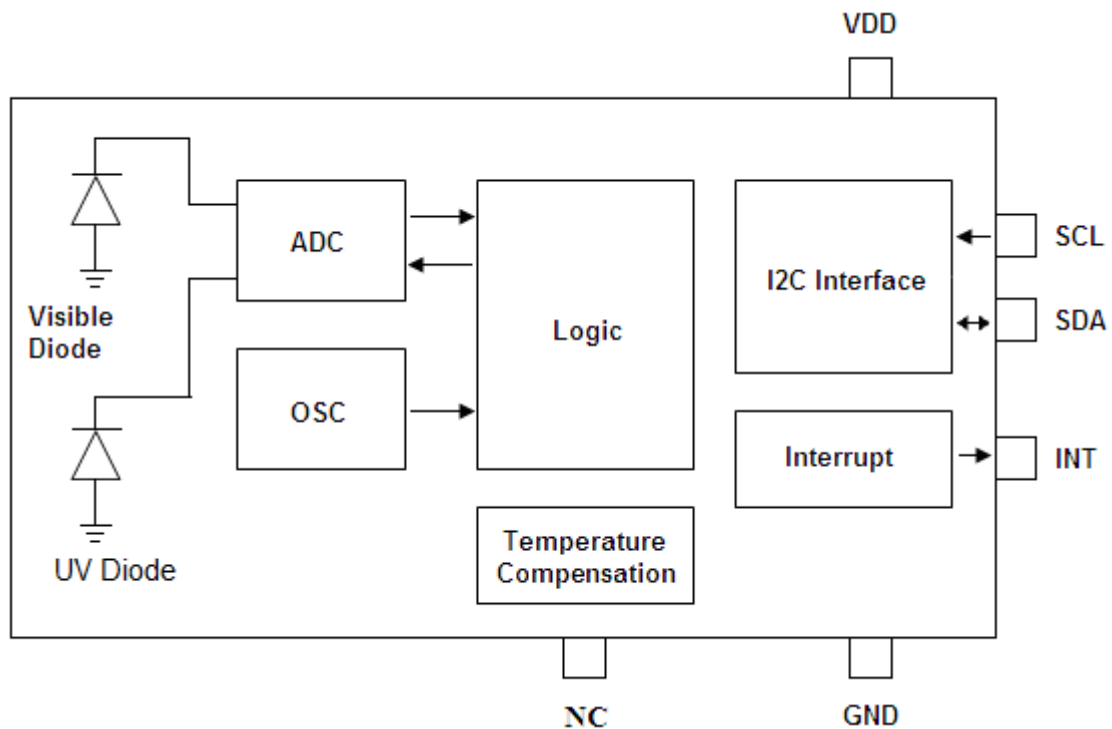 VDD
ADC
Logic
I2C Interface
SCL
SDA
Visible
Diode
OSC
Interrupt
INT
Temperature
Compensation
UV Diode
NC
GND